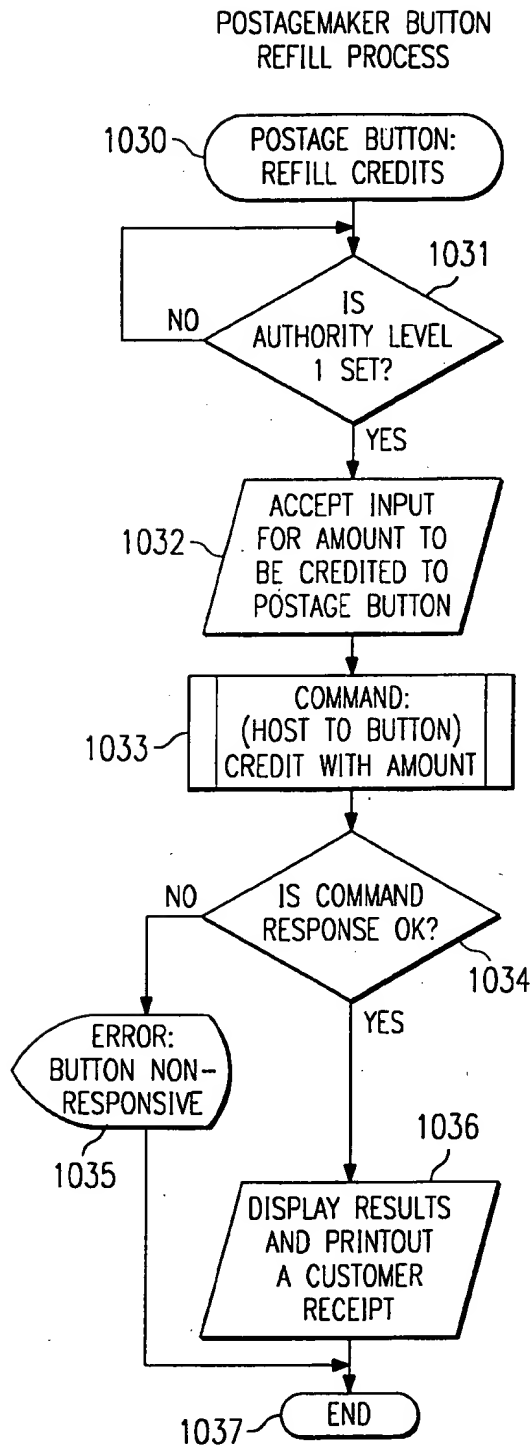 POSTAGEMAKER BUTTON
REFILL PROCESS
1030
POSTAGE BUTTON:
REFILL CREDITS
1031
IS
AUTHORITY LEVEL
1 SET?
NO
YES
1032
ACCEPT INPUT
FOR AMOUNT TO
BE CREDITED TO
POSTAGE BUTTON
1033
COMMAND:
(HOST TO BUTTON)
CREDIT WITH AMOUNT
NO
IS COMMAND
RESPONSE OK?
1034
YES
ERROR:
BUTTON NON-
RESPONSIVE
1035
1036
DISPLAY RESULTS
AND PRINTOUT
A CUSTOMER
RECEIPT
1037
END